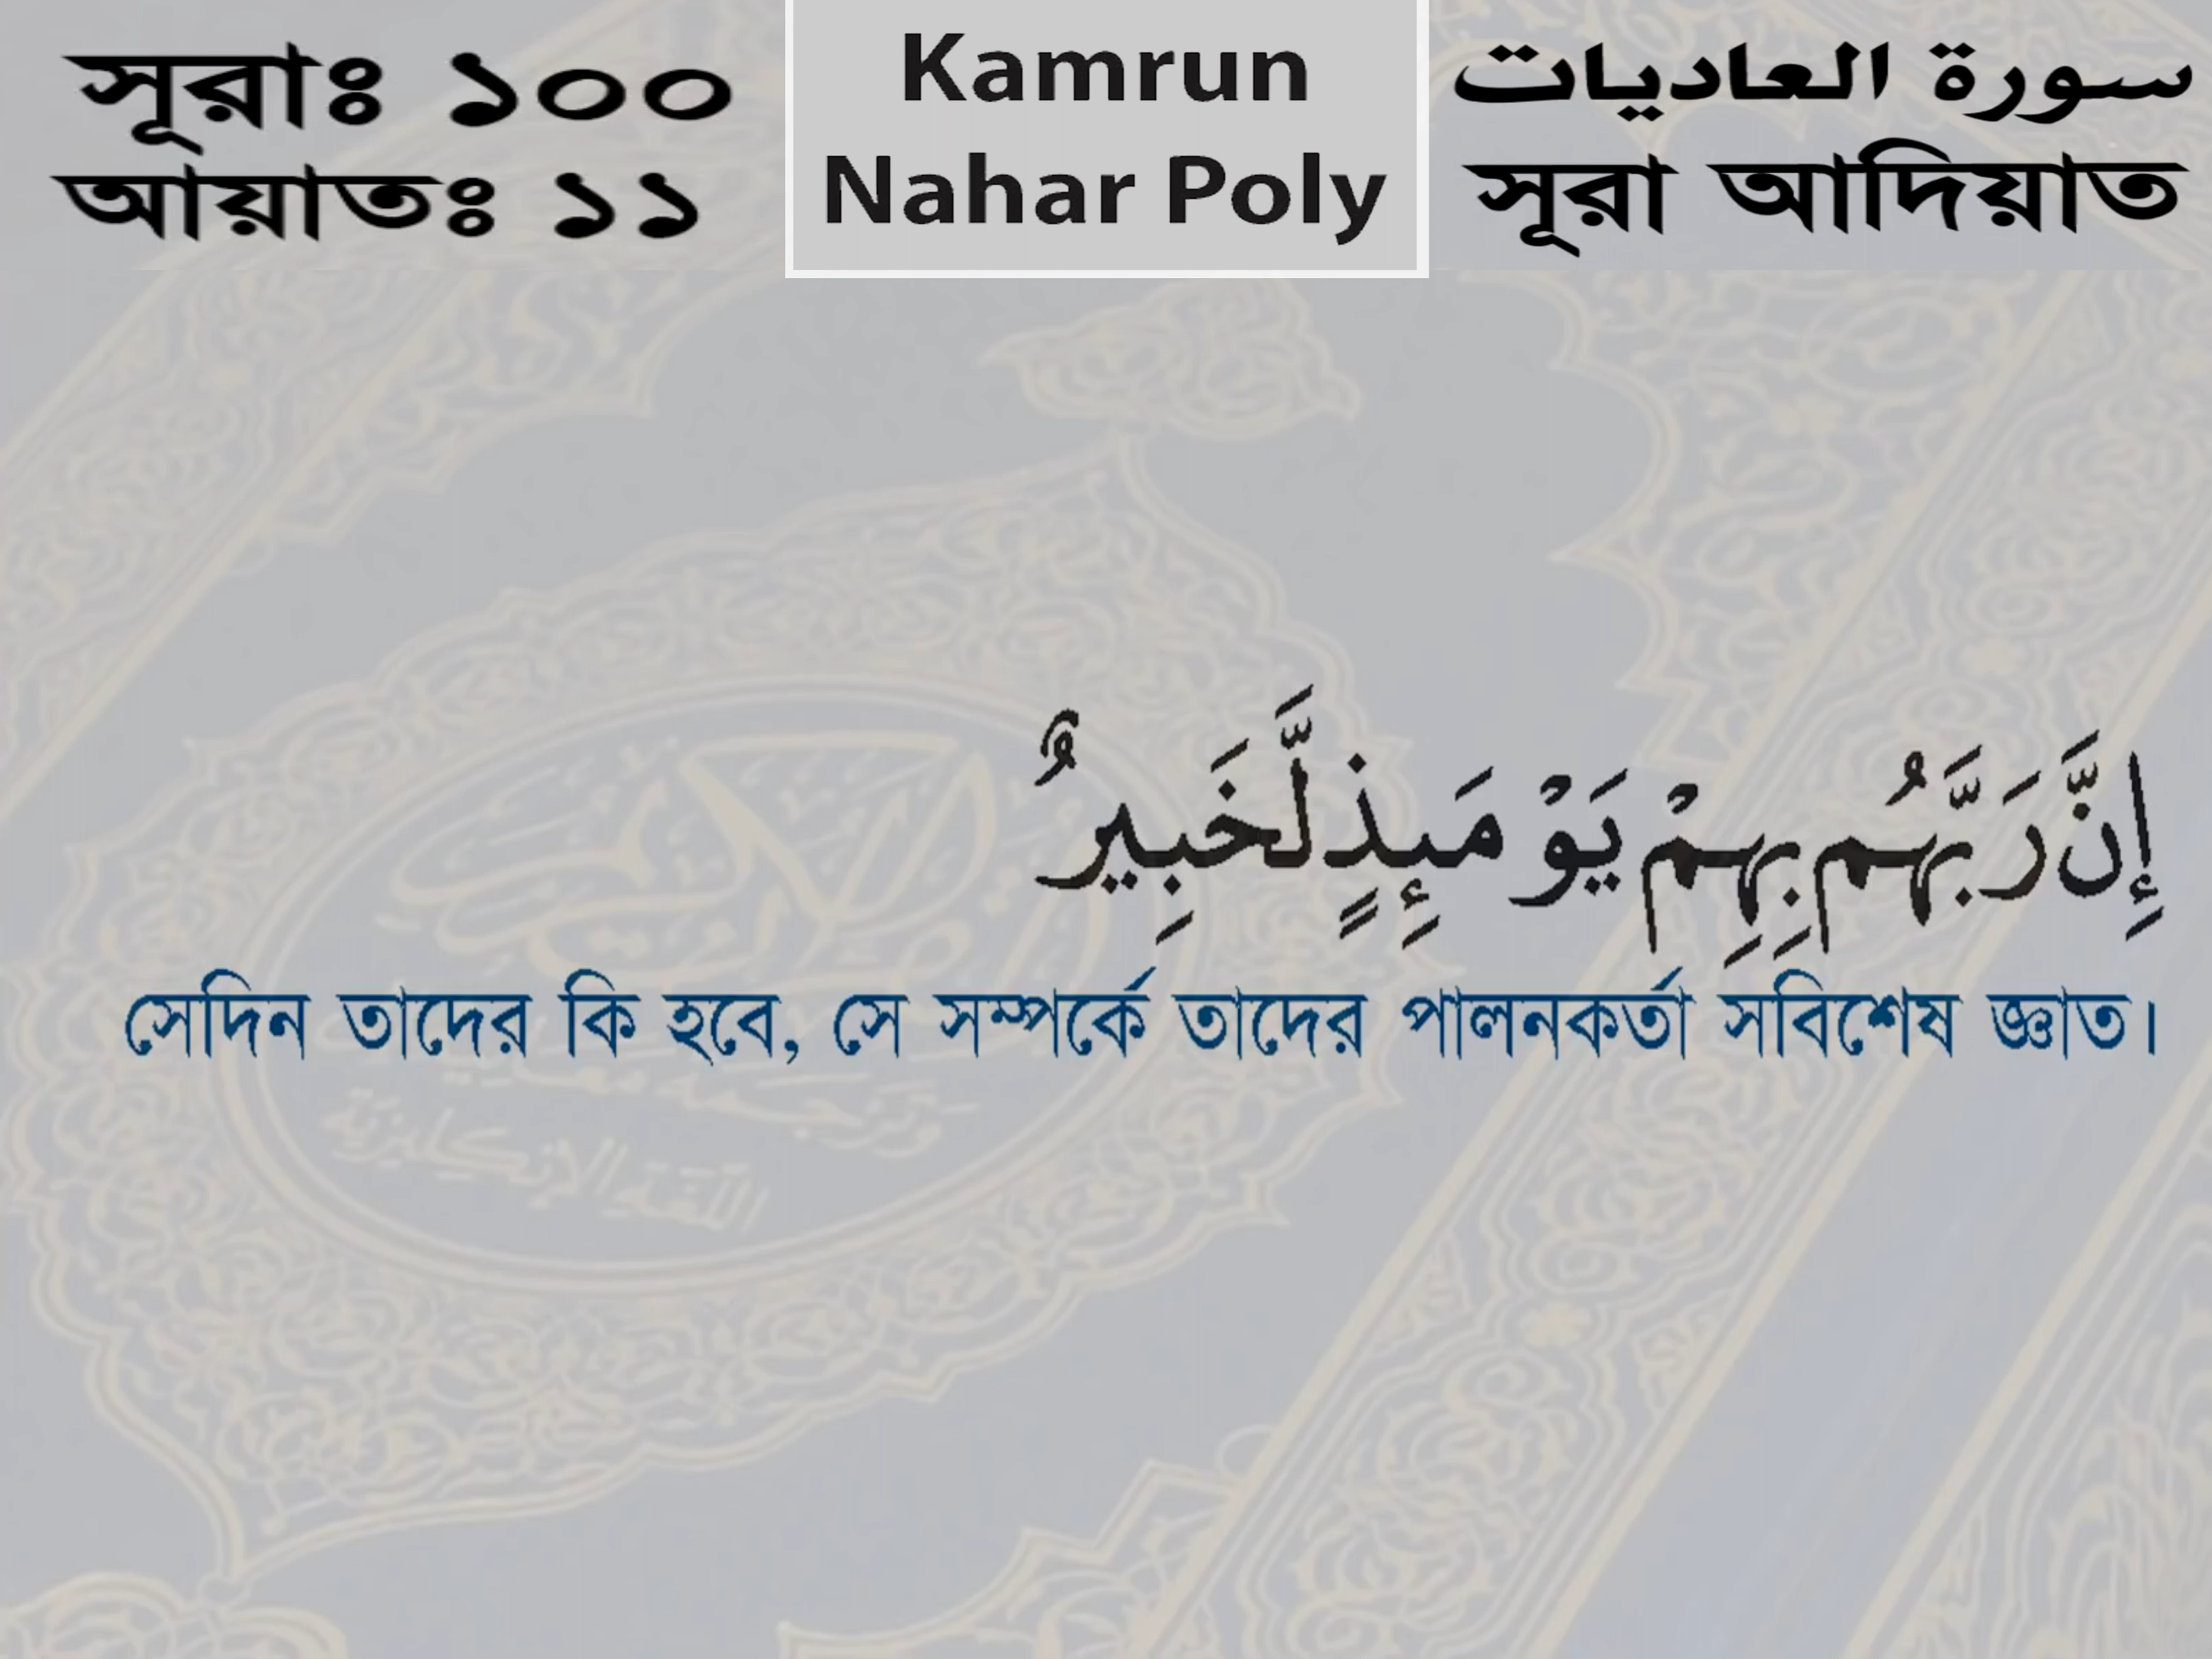 সূরাঃ ১০০
আয়াতঃ ১১
Kamrun
Nahar Poly
سورة العاديات
সূরা আদিয়াত
إِنَّ رَبَّهُم بِهِمْ يَوْمَئِذٍ لَّخَبِيرٌ
সেদিন তাদের কি হবে, সে সম্পর্কে তাদের পালনকর্তা সবিশেষ জ্ঞাত।